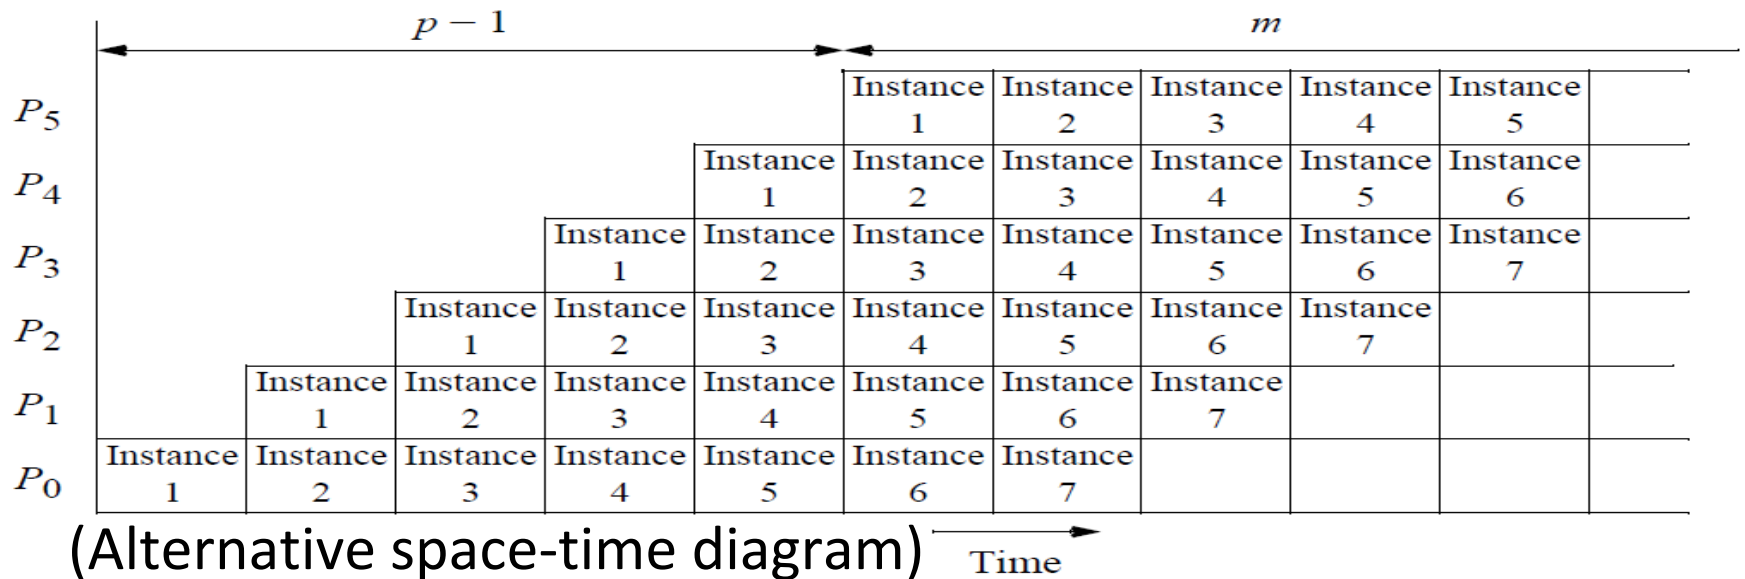 p − 1 m
P5 Instance 1 Instance 2 Instance 3 Instance 4 Instance 5
P4 Instance 1 Instance 2 Instance 3 Instance 4 Instance 5 Instance 6
P3 Instance 1 Instance 2 Instance 3 Instance 4 Instance 5 Instance 6 Instance 7
P2 Instance 1 Instance 2 Instance 3 Instance 4 Instance 5 Instance 6 Instance 7
P1 Instance 1 Instance 2 Instance 3 Instance 4 Instance 5 Instance 6 Instance 7
P0 Instance 1 Instance 2 Instance 3 Instance 4 Instance 5 Instance 6 Instance 7
(Alternative space-time diagram) Time